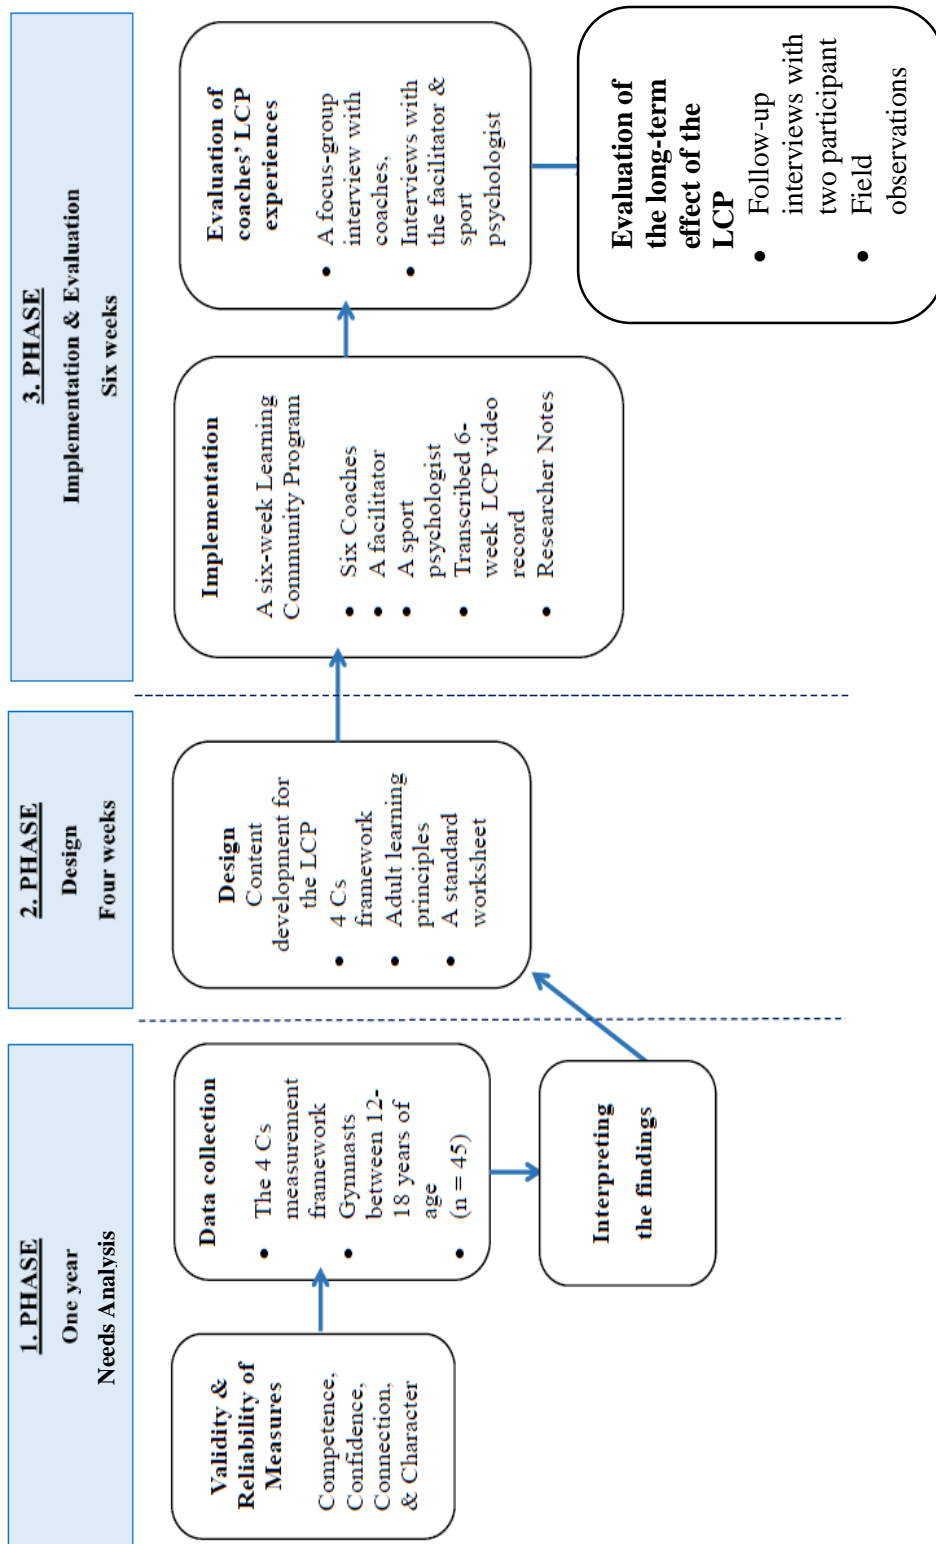 1. PHASE
One year
Needs Analysis
2. PHASE
Design
Four weeks
3. PHASE
Implementation & Evaluation
Six weeks
Validity &
Reliability of
Measures
Competence,
Confidence,
Connection,
& Character
Data collection
• The 4 Cs
measurement
framework
• Gymnasts
between 12-
18 years of
age
• (n = 45)
Interpreting
the findings
Design
Content
development for
the LCP
• 4 Cs
framework
• Adult learning
principles
• A standard
worksheet
Implementation
A six-week Learning
Community Program
• Six Coaches
• A facilitator
• A sport
psychologist
• Transcribed 6-
week LCP video
record
• Researcher Notes
Evaluation of
coaches' LCP
experiences
• A focus-group
interview with
coaches,
• Interviews with
the facilitator &
sport
psychologist
Evaluation of
the long-term
effect of the
LCP
• Follow-up
interviews with
two participant
• Field
observations